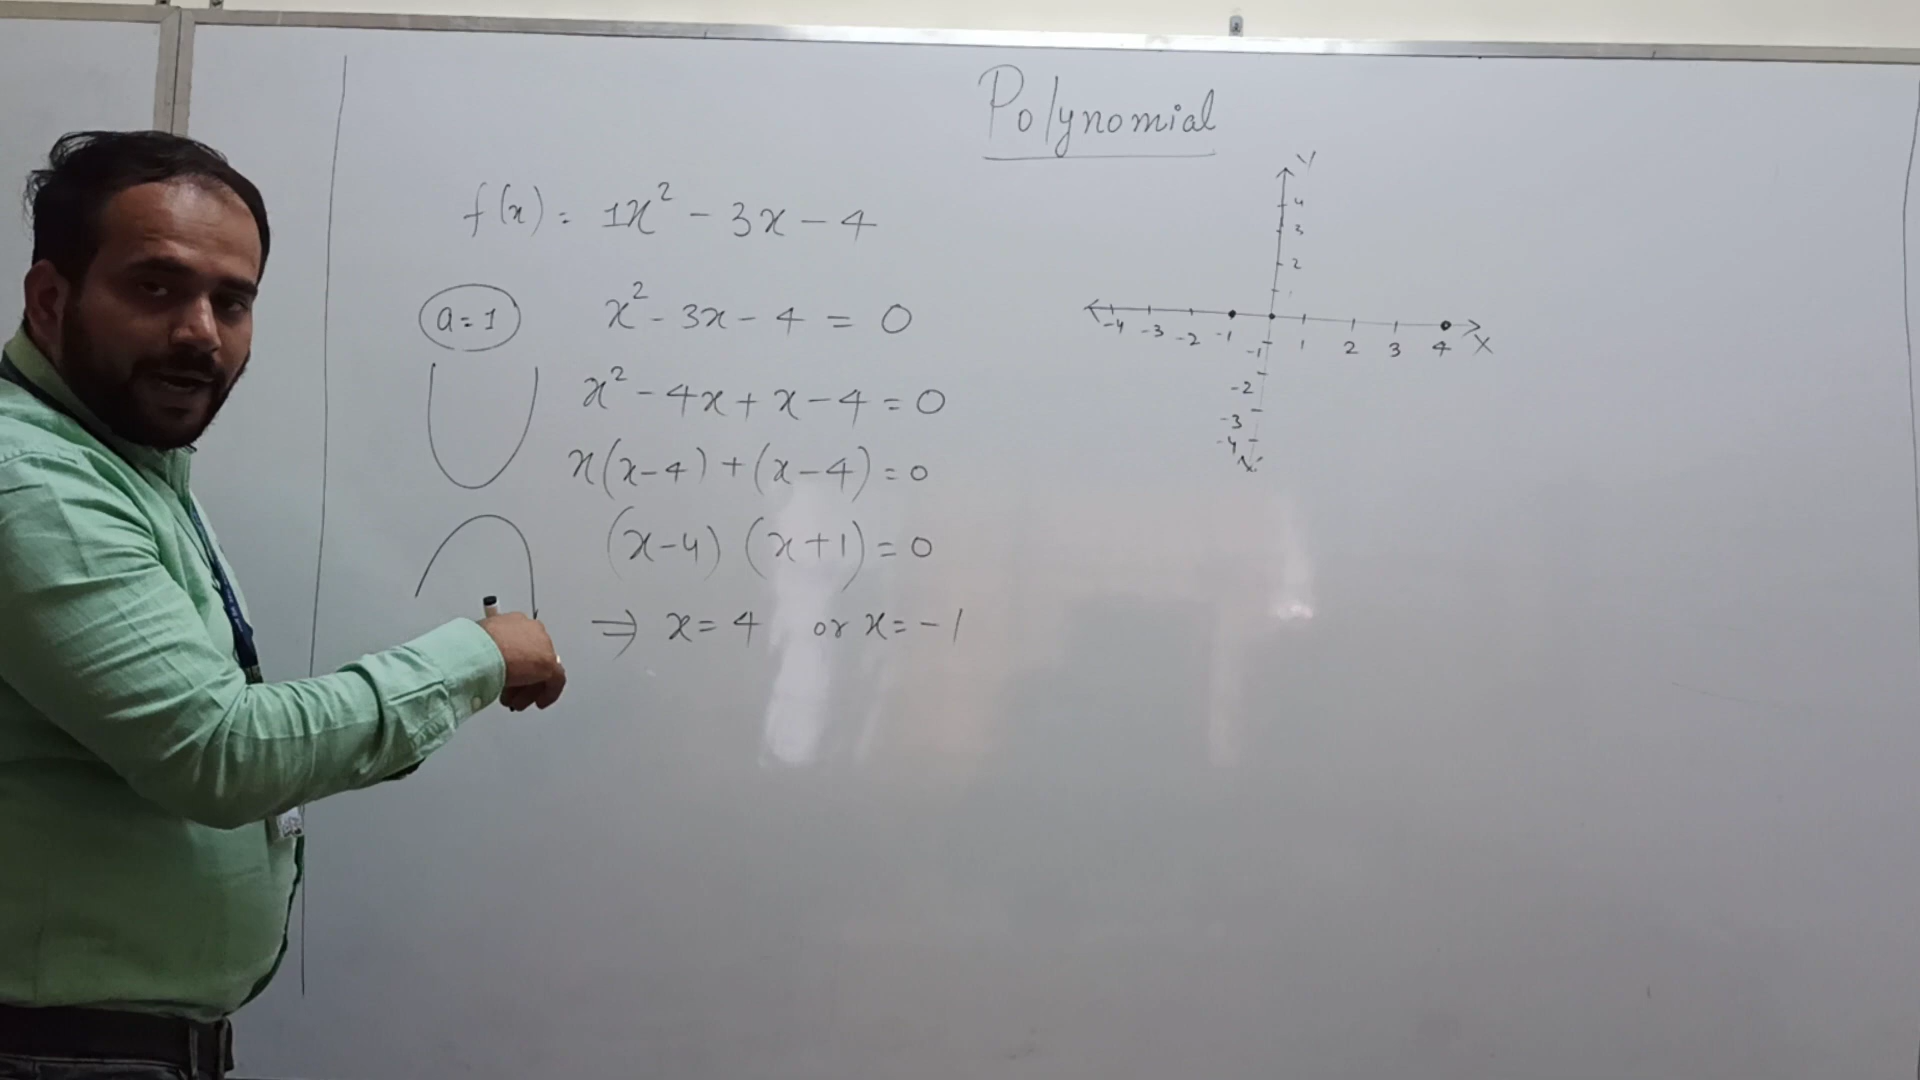 Polynomial
f(x) = 1x² - 3x - 4
a = 1
x² - 3x - 4 = 0
x² - 4x + x - 4 = 0
x(x-4) + (x-4) = 0
(x-4) (x+1) = 0
⇒ x = 4 or x = -1
Y
4
3
2
-4 -3 -2 -1 1 2 3 4 X
-1
-2
-3
-4